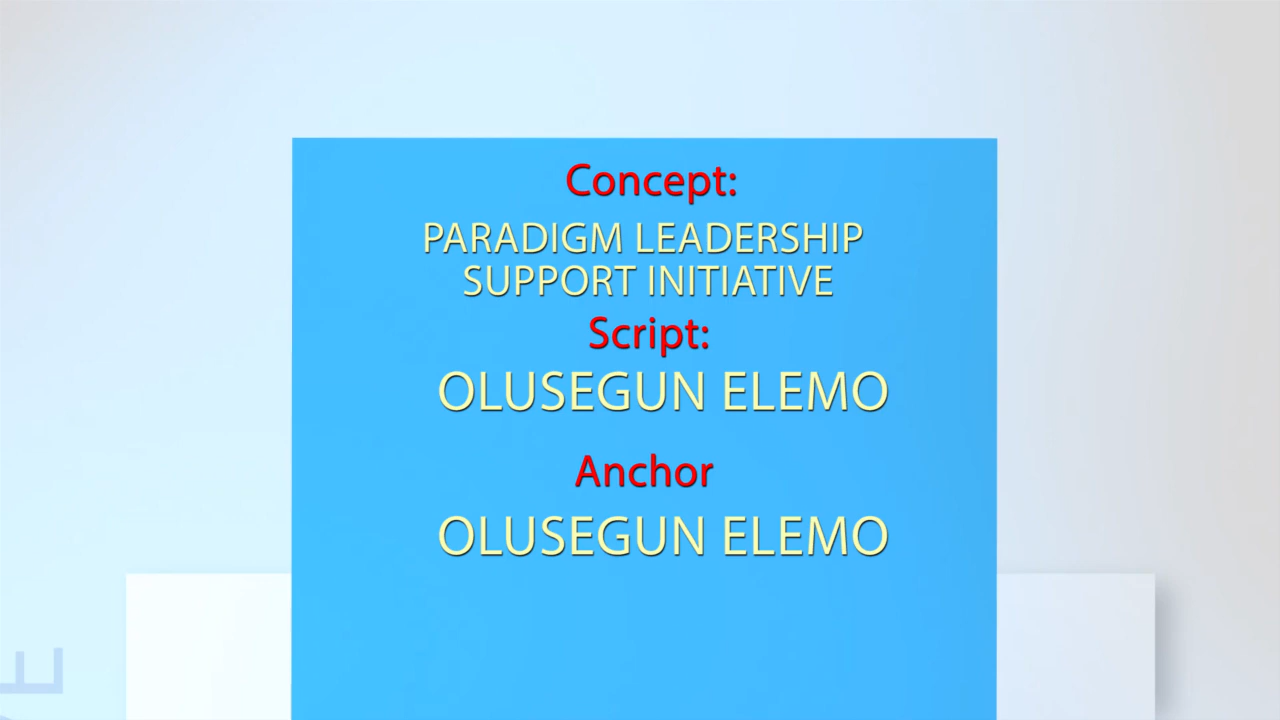 Concept:
PARADIGM LEADERSHIP
SUPPORT INITIATIVE
Script:
OLUSEGUN ELEMO
Anchor
OLUSEGUN ELEMO
E